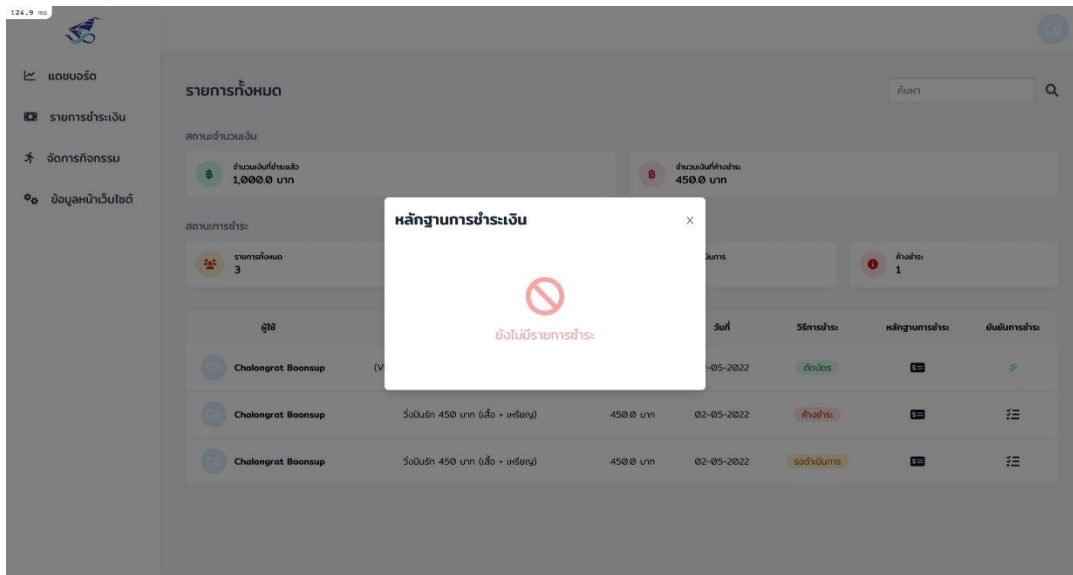 124.9 ms
CB
แดชบอร์ด
รายการชำระเงิน
จัดการกิจกรรม
ข้อมูลหน้าเว็บไซต์
รายการทั้งหมด
ค้นหา
สถานะจำนวนเงิน
จำนวนเงินที่ชำระแล้ว
1,000.0 บาท
จำนวนเงินที่ค้างชำระ
450.0 บาท
สถานะการชำระ
รายการทั้งหมด
3
ค้างชำระ
1
หลักฐานการชำระเงิน
X
ยังไม่มีรายการชำระ
ผู้ใช้ วันที่ วิธีการชำระ หลักฐานการชำระ ยืนยันการชำระ
CB Chalongrat Boonsup (V -05-2022 ตัดบัตร
CB Chalongrat Boonsup วิ่งปันรัก 450 บาท (เสื้อ + เหรียญ) 450.0 บาท 02-05-2022 ค้างชำระ
CB Chalongrat Boonsup วิ่งปันรัก 450 บาท (เสื้อ + เหรียญ) 450.0 บาท 02-05-2022 รอดำเนินการ